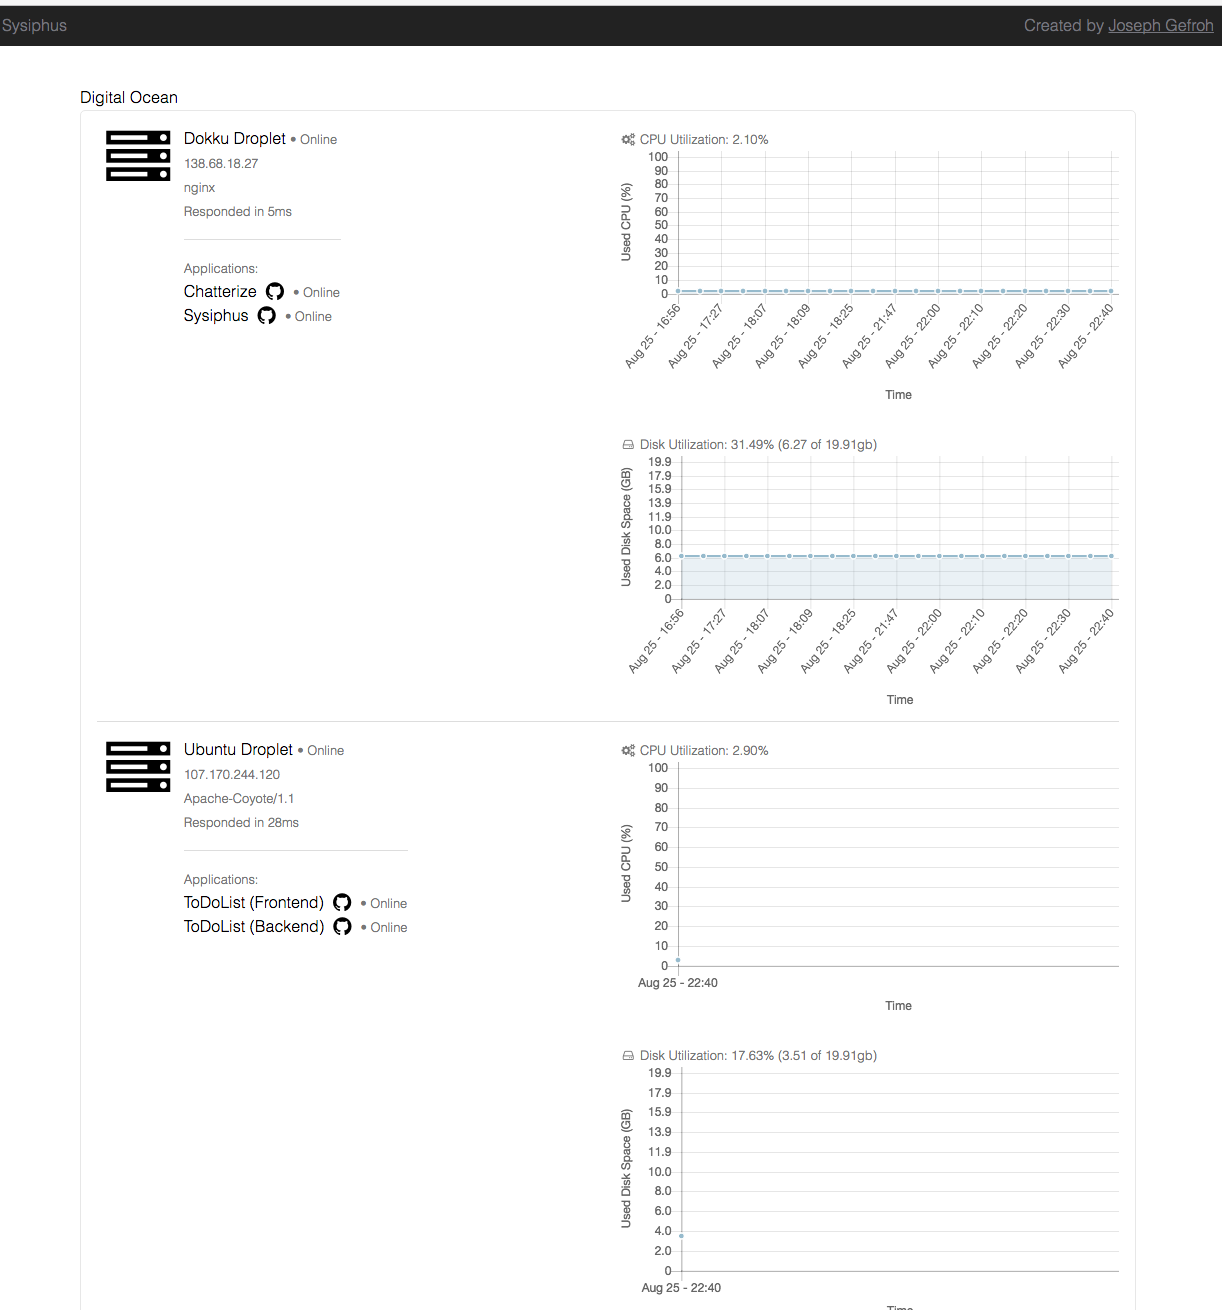 Sysiphus
Created by Joseph Gefroh
Digital Ocean
Dokku Droplet • Online
138.68.18.27
nginx
Responded in 5ms
Applications:
Chatterize • Online
Sysiphus • Online
CPU Utilization: 2.10%
Used CPU (%)
100
90
80
70
60
50
40
30
20
10
0
Aug 25 - 16:56
Aug 25 - 17:27
Aug 25 - 18:07
Aug 25 - 18:09
Aug 25 - 18:25
Aug 25 - 21:47
Aug 25 - 22:00
Aug 25 - 22:10
Aug 25 - 22:20
Aug 25 - 22:30
Aug 25 - 22:40
Time
Disk Utilization: 31.49% (6.27 of 19.91gb)
Used Disk Space (GB)
19.9
17.9
15.9
13.9
11.9
10.0
8.0
6.0
4.0
2.0
0
Aug 25 - 16:56
Aug 25 - 17:27
Aug 25 - 18:07
Aug 25 - 18:09
Aug 25 - 18:25
Aug 25 - 21:47
Aug 25 - 22:00
Aug 25 - 22:10
Aug 25 - 22:20
Aug 25 - 22:30
Aug 25 - 22:40
Time
Ubuntu Droplet • Online
107.170.244.120
Apache-Coyote/1.1
Responded in 28ms
Applications:
ToDoList (Frontend) • Online
ToDoList (Backend) • Online
CPU Utilization: 2.90%
Used CPU (%)
100
90
80
70
60
50
40
30
20
10
0
Aug 25 - 22:40
Time
Disk Utilization: 17.63% (3.51 of 19.91gb)
Used Disk Space (GB)
19.9
17.9
15.9
13.9
11.9
10.0
8.0
6.0
4.0
2.0
0
Aug 25 - 22:40
Time